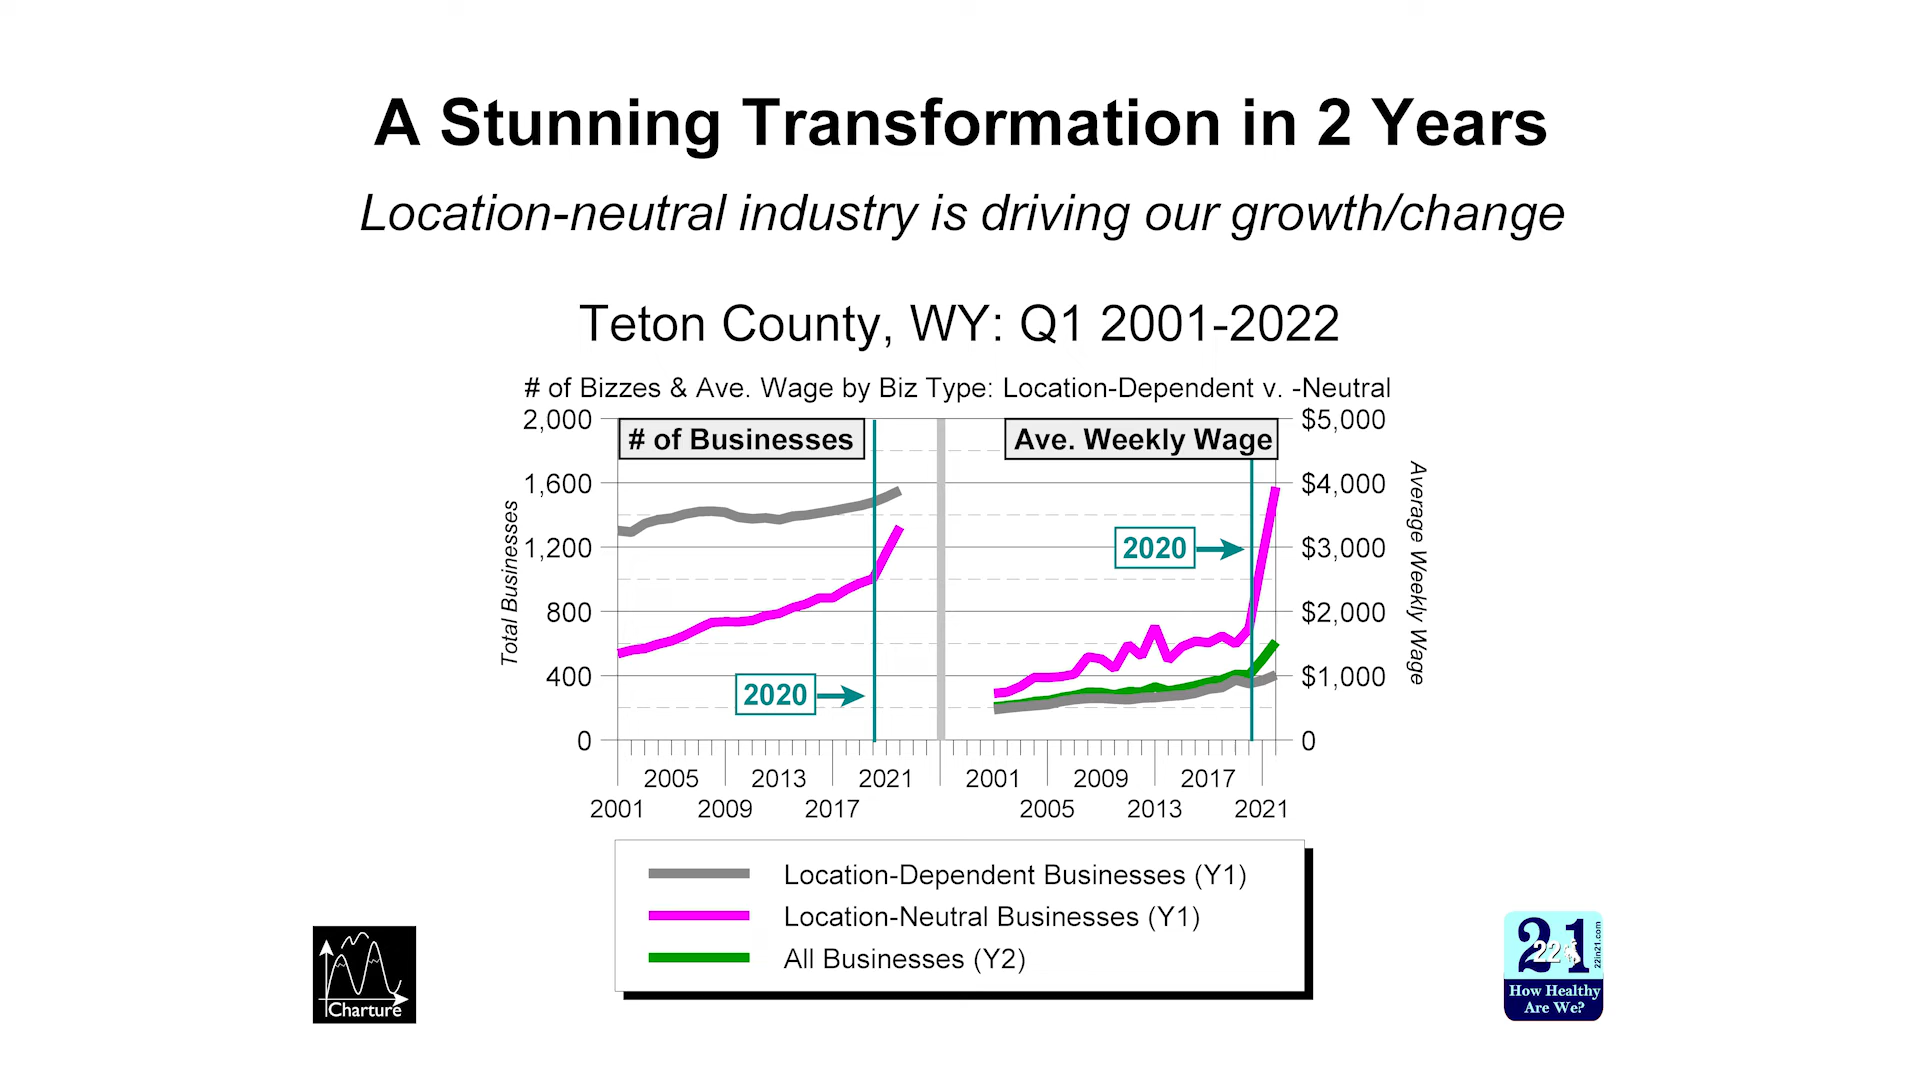 A Stunning Transformation in 2 Years
Location-neutral industry is driving our growth/change
Teton County, WY: Q1 2001-2022
# of Bizzes & Ave. Wage by Biz Type: Location-Dependent v. -Neutral
# of Businesses
Ave. Weekly Wage
Total Businesses
2,000
1,600
1,200
800
400
0
$5,000
$4,000
$3,000
$2,000
$1,000
0
Average Weekly Wage
2020
2020
2005 2013 2021 2001 2009 2017
2001 2009 2017 2005 2013 2021
Location-Dependent Businesses (Y1)
Location-Neutral Businesses (Y1)
All Businesses (Y2)
Charture
21
22
22in21.com
How Healthy
Are We?